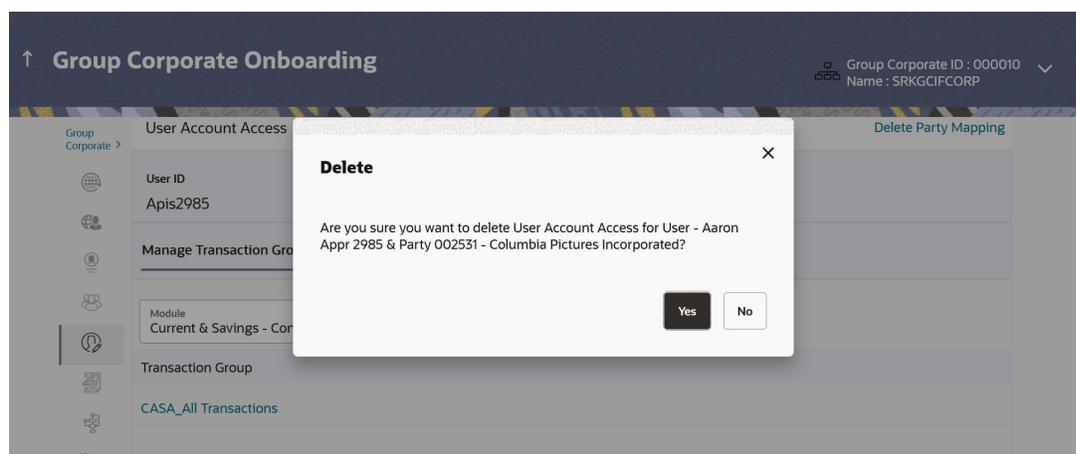 Group Corporate Onboarding
Group Corporate ID : 000010
Name : SRKGCIFCORP
Group
Corporate >
User Account Access
Delete Party Mapping
User ID
Apis2985
Manage Transaction Gro
Module
Current & Savings - Con
Transaction Group
CASA_All Transactions
Delete
Are you sure you want to delete User Account Access for User - Aaron
Appr 2985 & Party 002531 - Columbia Pictures Incorporated?
Yes
No